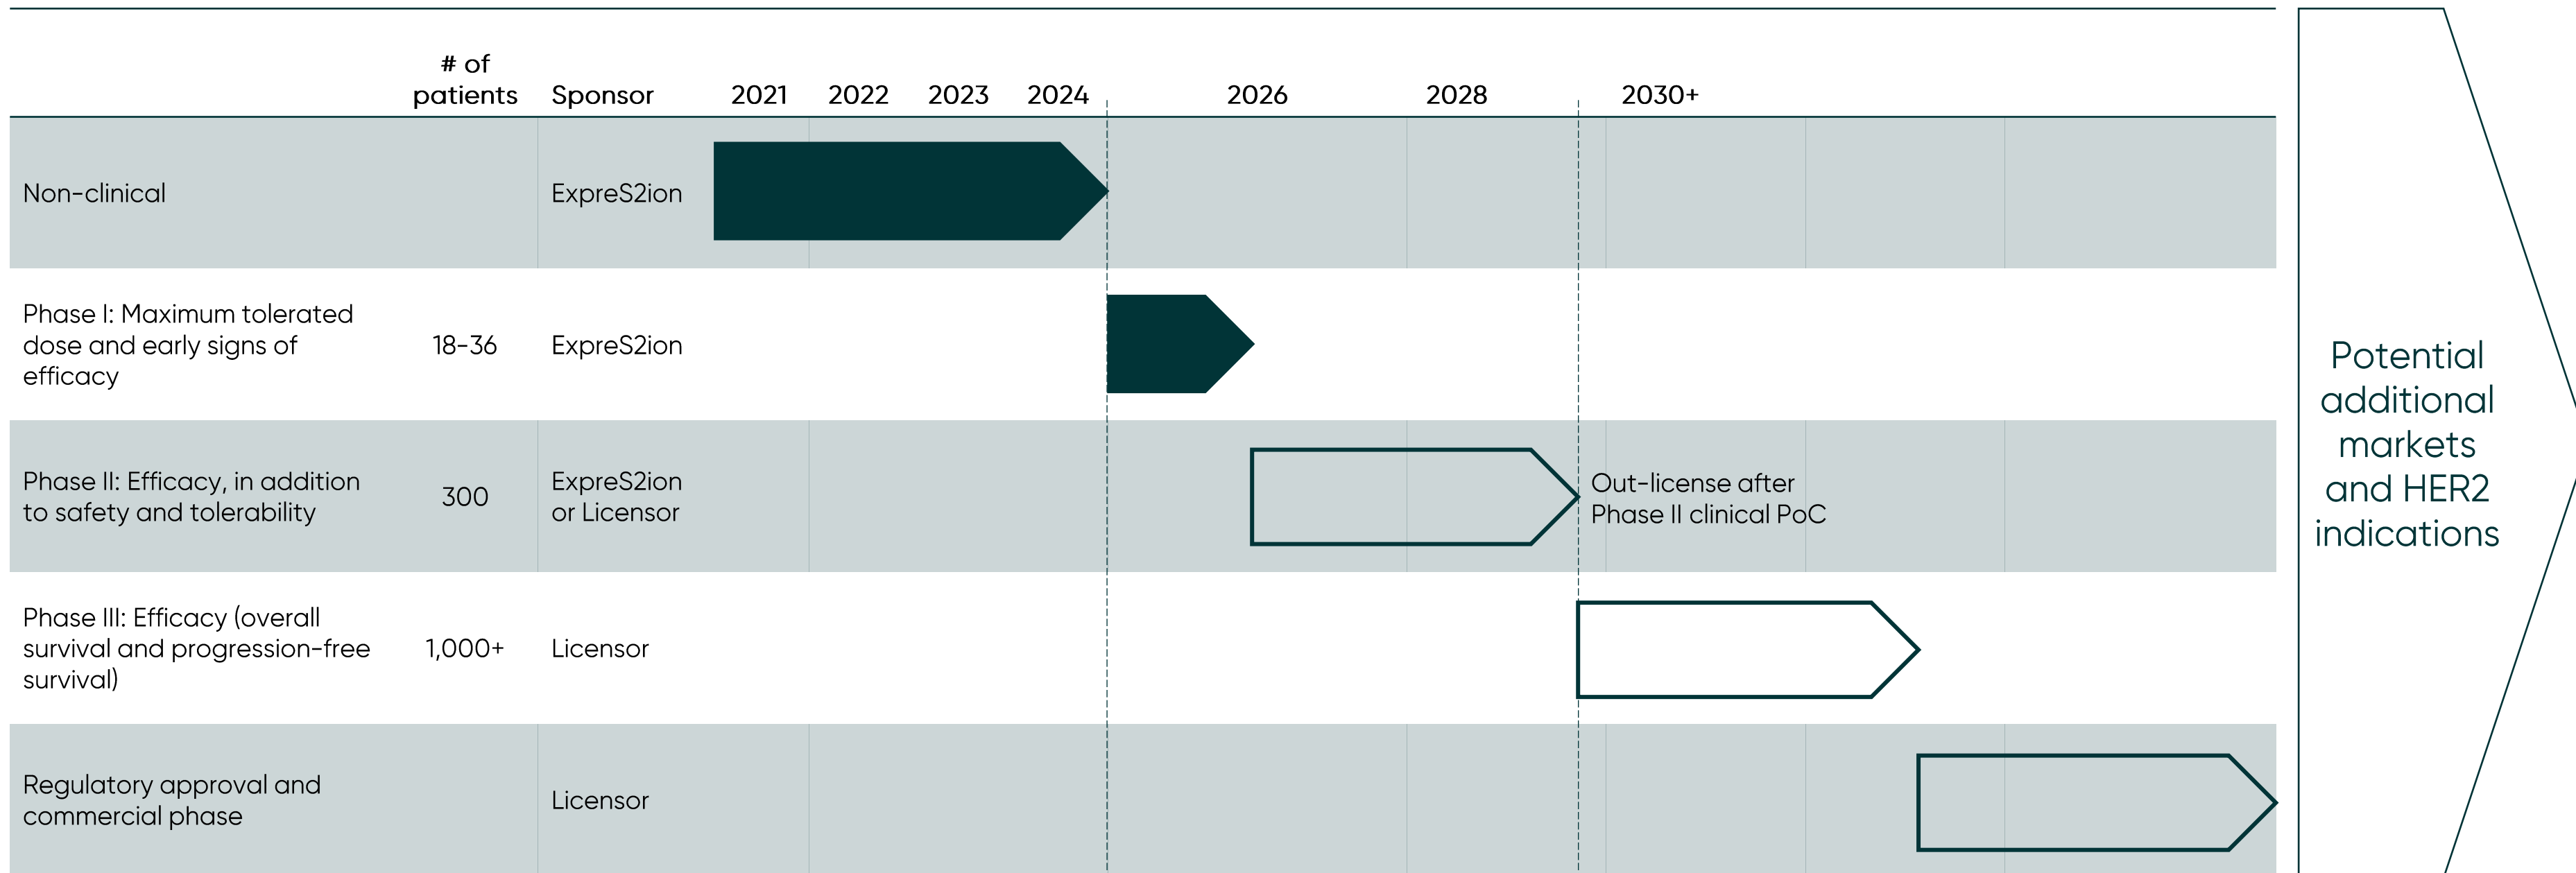 # of
patients
Sponsor
2021
2022
2023
2024
2026
2028
2030+
Non-clinical
ExpreS2ion
Phase I: Maximum tolerated
dose and early signs of
efficacy
18-36
ExpreS2ion
Phase II: Efficacy, in addition
to safety and tolerability
300
ExpreS2ion
or Licensor
Out-license after
Phase II clinical PoC
Phase III: Efficacy (overall
survival and progression-free
survival)
1,000+
Licensor
Regulatory approval and
commercial phase
Licensor
Potential
additional
markets
and HER2
indications